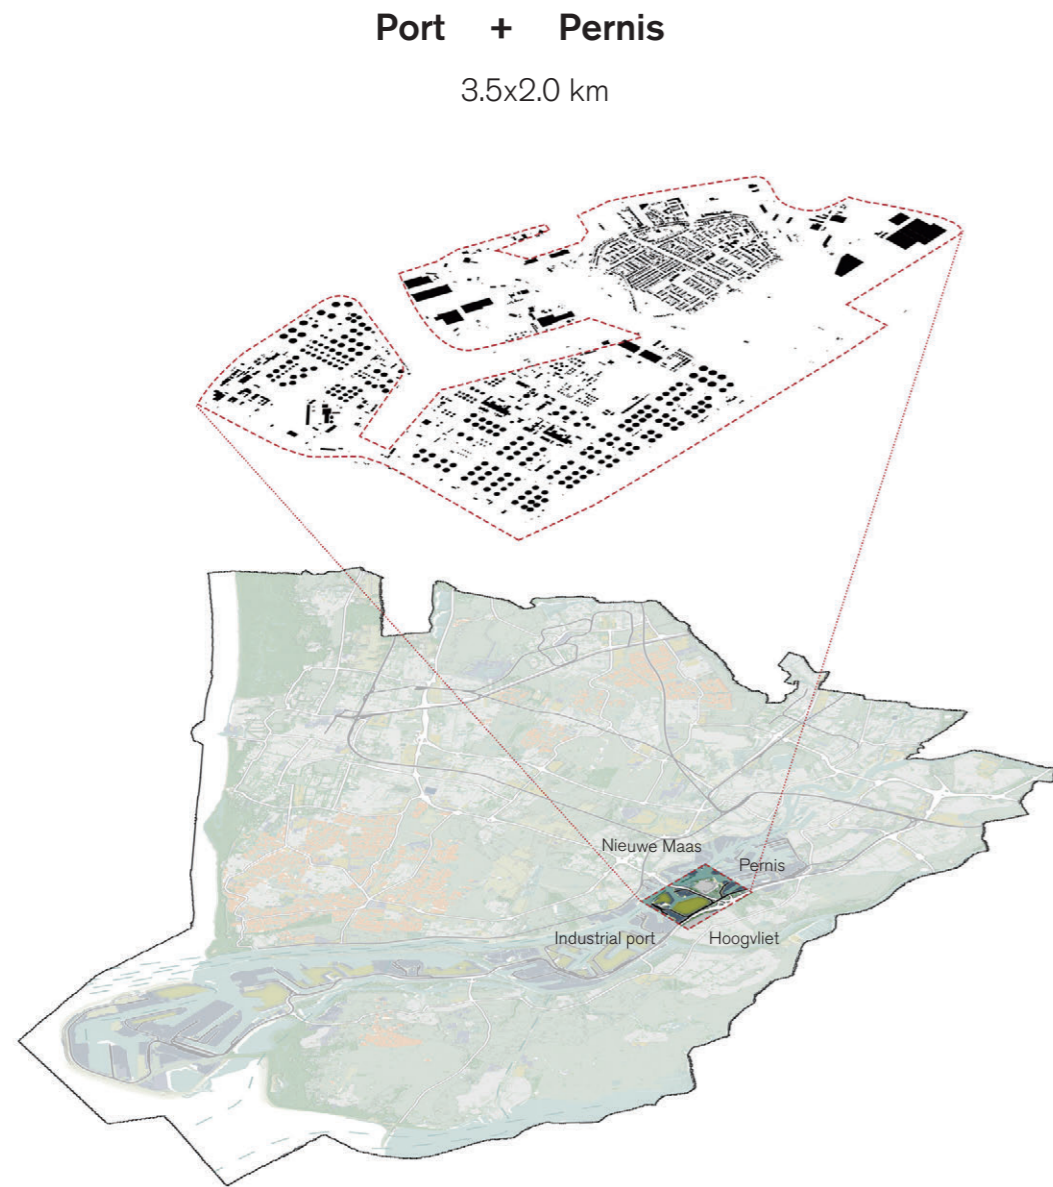 Port + Pernis
3.5x2.0 km
Nieuwe Maas
Pernis
Industrial port
Hoogvliet